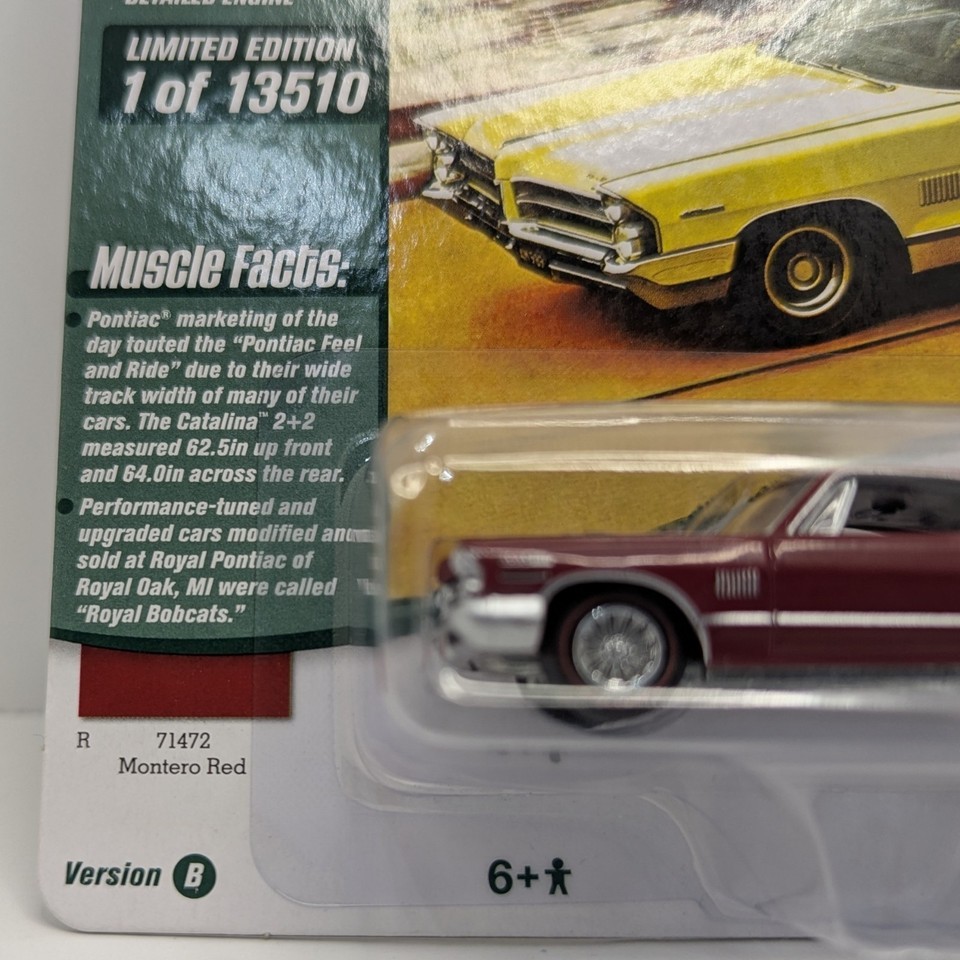 DETAILED ENGINE
LIMITED EDITION
1 of 13510
Muscle Facts:
• Pontiac® marketing of the
day touted the “Pontiac Feel
and Ride” due to their wide
track width of many of their
cars. The Catalina™ 2+2
measured 62.5in up front
and 64.0in across the rear.
• Performance-tuned and
upgraded cars modified and
sold at Royal Pontiac of
Royal Oak, MI were called
“Royal Bobcats.”
R 71472
Montero Red
Version B
6+